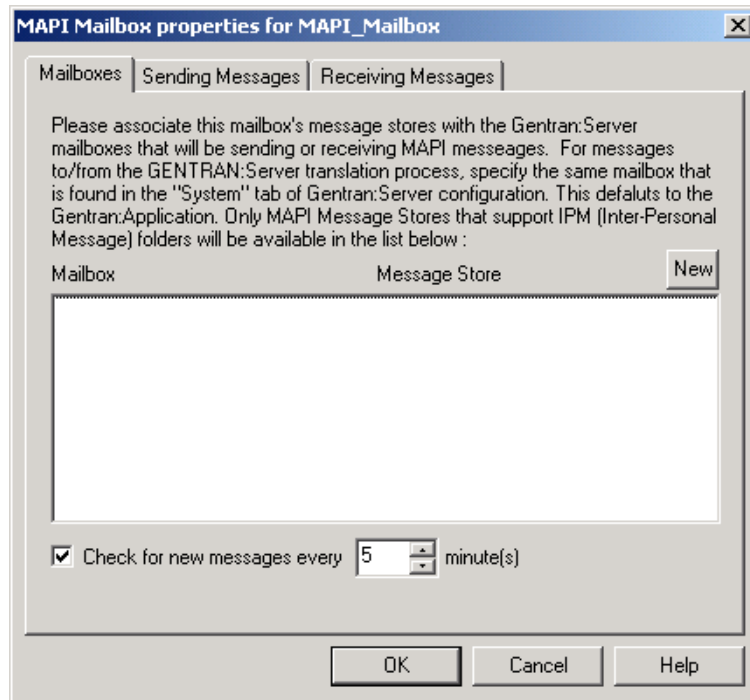 MAPI Mailbox properties for MAPI_Mailbox
Mailboxes Sending Messages Receiving Messages
Please associate this mailbox's message stores with the Gentran:Server
mailboxes that will be sending or receiving MAPI messeages. For messages
to/from the GENTRAN:Server translation process, specify the same mailbox that
is found in the "System" tab of Gentran:Server configuration. This defaluts to the
Gentran:Application. Only MAPI Message Stores that support IPM (Inter-Personal
Message) folders will be available in the list below :
Mailbox Message Store New
Check for new messages every 5 minute(s)
OK Cancel Help